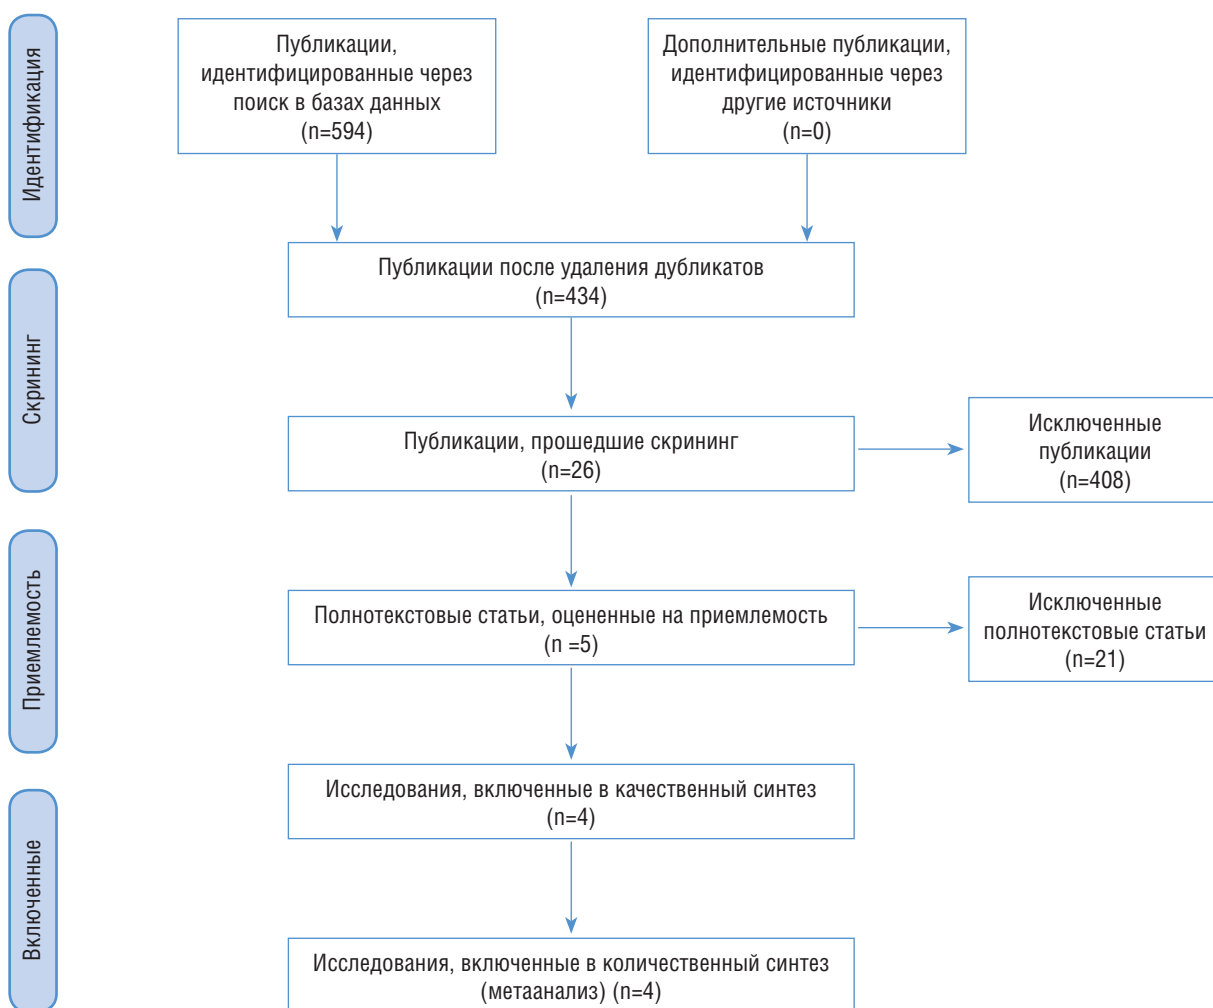 Идентификация
Публикации,
идентифицированные через
поиск в базах данных
(n=594)
Дополнительные публикации,
идентифицированные через
другие источники
(n=0)
Публикации после удаления дубликатов
(n=434)
Скрининг
Публикации, прошедшие скрининг
(n=26)
Исключенные
публикации
(n=408)
Приемлемость
Полнотекстовые статьи, оцененные на приемлемость
(n =5)
Исключенные
полнотекстовые статьи
(n=21)
Включенные
Исследования, включенные в качественный синтез
(n=4)
Исследования, включенные в количественный синтез
(метаанализ) (n=4)